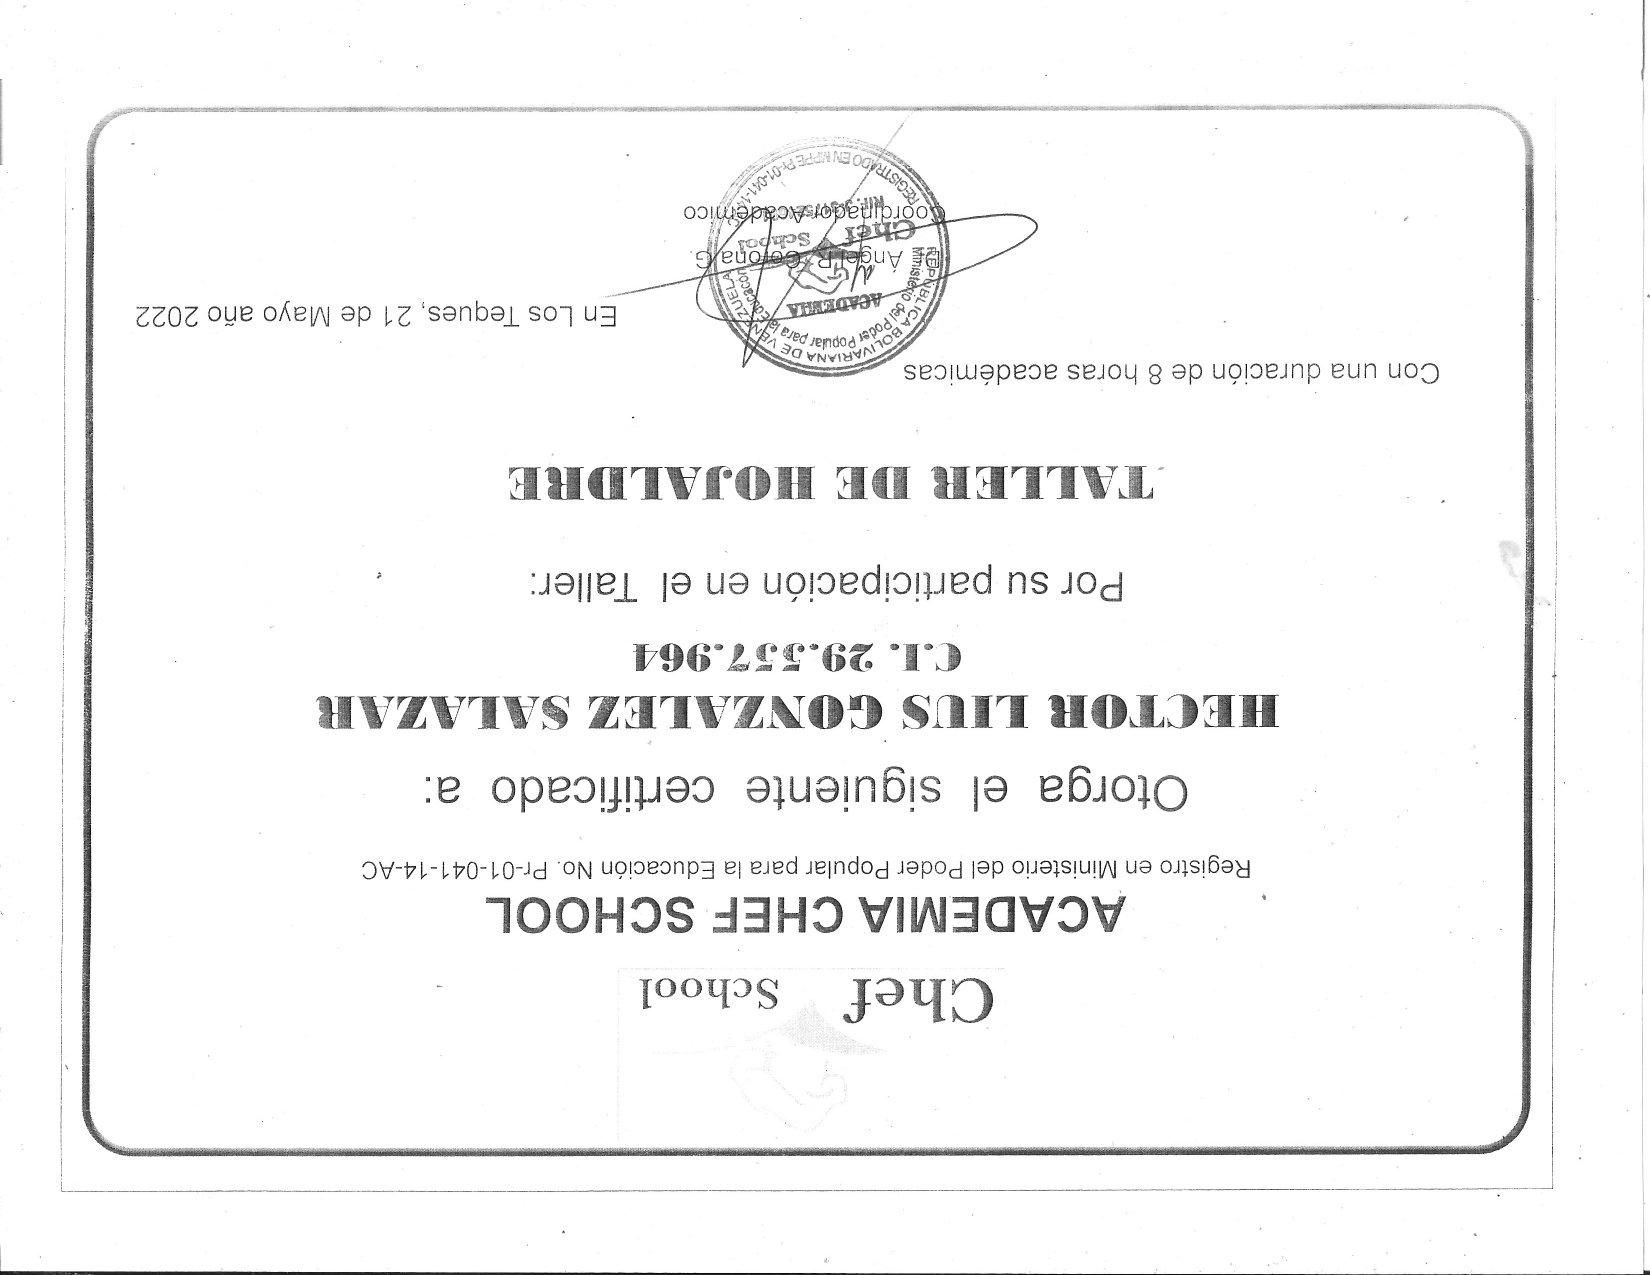 Chef School
ACADEMIA CHEF SCHOOL
Registro en Ministerio del Poder Popular para la Educación No. Pr-01-041-14-AC
Otorga el siguiente certificado a:
HECTOR LIUS GONZALEZ SALAZAR
C.I. 29.557.964
Por su participación en el Taller:
TALLER DE HOJALDRE
Con una duración de 8 horas académicas
En Los Teques, 21 de Mayo año 2022
REPÚBLICA BOLIVARIANA DE VENEZUELA
Ministerio del Poder Popular para la Educación
ACADEMIA
Ángel R. Corona G.
Chef School
Coordinador Académico
RIF.
REGISTRADO EN MPPE Pr-01-041-14-AC